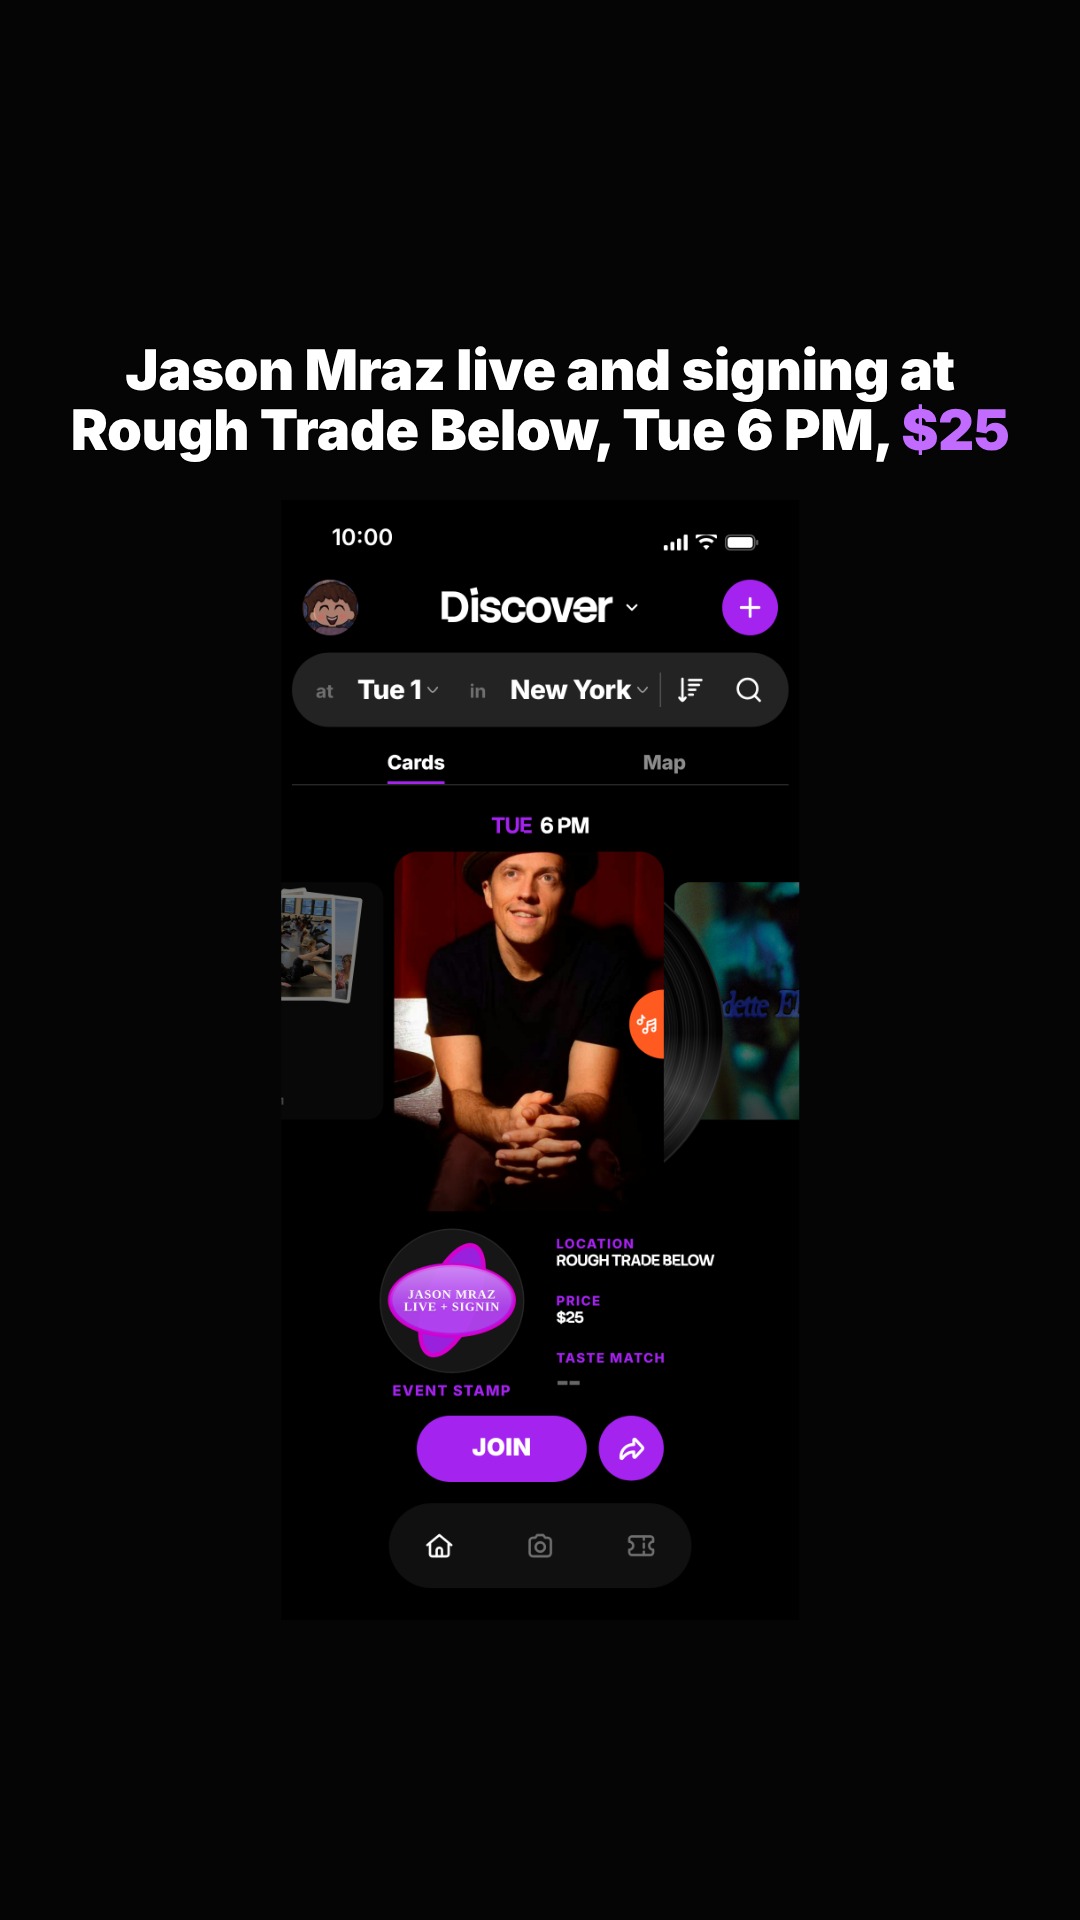 Jason Mraz live and signing at
Rough Trade Below, Tue 6 PM, $25
10:00
Discover
at Tue 1 in New York
Cards Map
TUE 6 PM
dette El
JASON MRAZ
LIVE + SIGNIN
EVENT STAMP
LOCATION
ROUGH TRADE BELOW
PRICE
$25
TASTE MATCH
--
JOIN